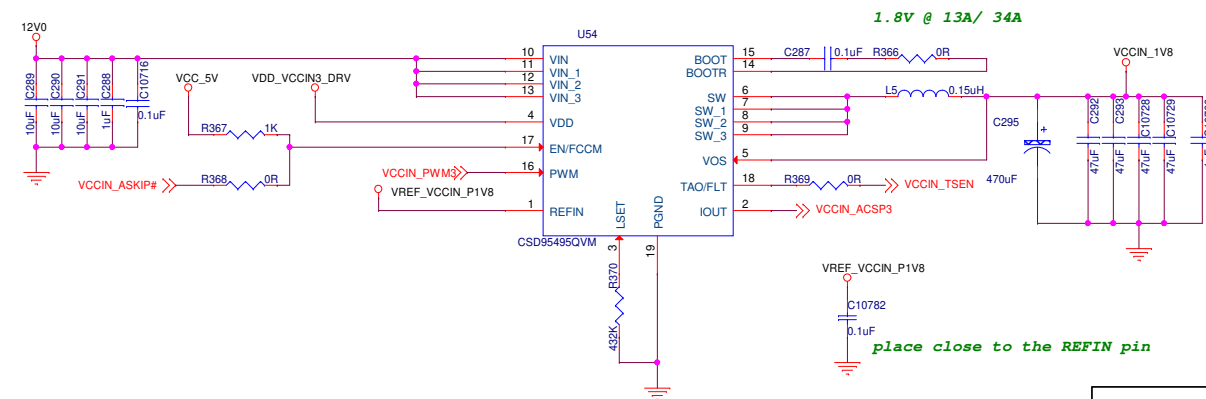 1.8V @ 13A/ 34A
12V0
U54
C289
10uF
C290
10uF
C291
10uF
C288
1uF
C10716
0.1uF
VCC_5V
VDD_VCCIN3_DRV
R367
1K
R368
0R
VCCIN_ASKIP#
VCCIN_PWM3
VREF_VCCIN_P1V8
10
11
12
13
4
17
16
1
VIN
VIN_1
VIN_2
VIN_3
VDD
EN/FCCM
PWM
REFIN
LSET
PGND
BOOT
BOOTR
SW
SW_1
SW_2
SW_3
VOS
TAO/FLT
IOUT
15
14
6
7
8
9
5
18
2
3
19
CSD95495QVM
R370
432K
C287
0.1uF
R366
0R
L5
0.15uH
VCCIN_1V8
C295
+
470uF
C292
47uF
C293
47uF
C10728
47uF
C10729
47uF
R369
0R
VCCIN_TSEN
VCCIN_ACSP3
VREF_VCCIN_P1V8
C10782
0.1uF
place close to the REFIN pin